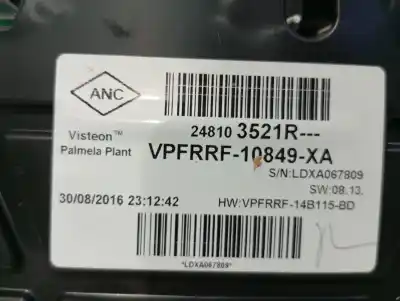 ANC
24810 3521R---
Visteon™
Palmela Plant
VPFRRF-10849-XA
S/N:LDXA067809
SW:08.13.
30/08/2016 23:12:42
HW:VPFRRF-14B115-BD
*LDXA067809*